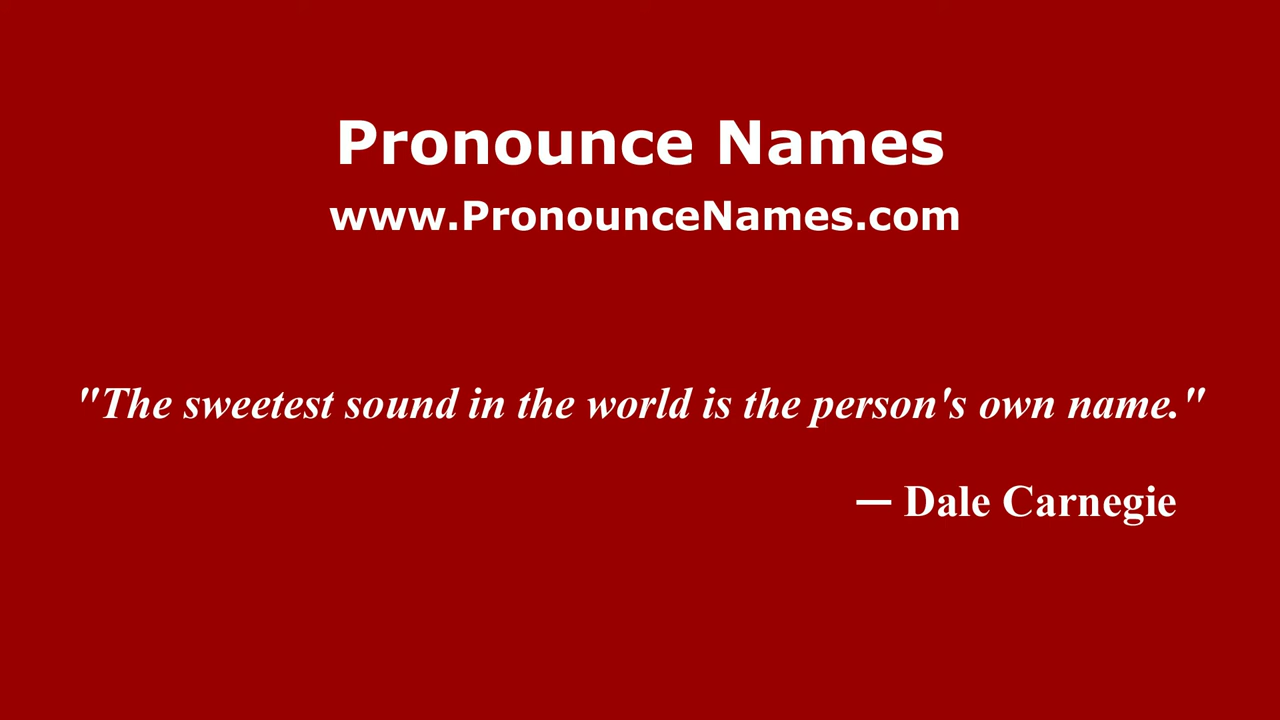 Pronounce Names
www.PronounceNames.com
"The sweetest sound in the world is the person's own name."
— Dale Carnegie